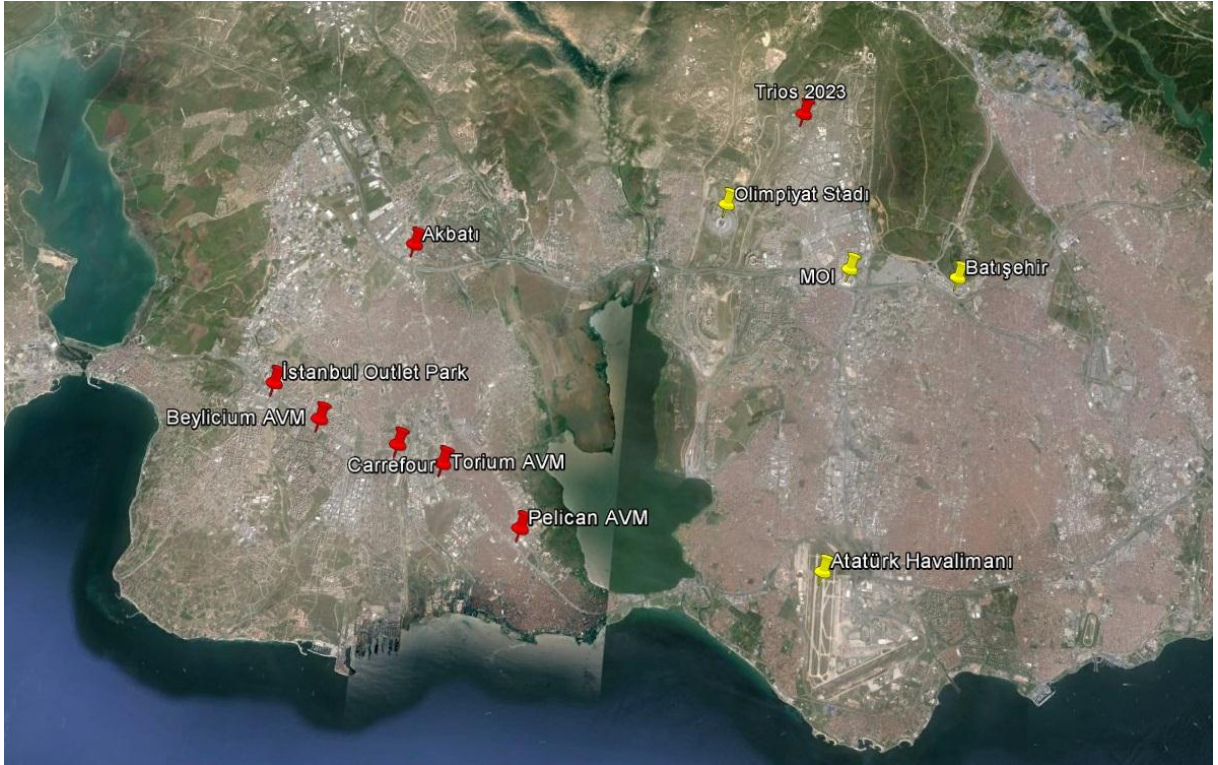 Trios 2023
Olimpiyat Stadı
Akbatı
MOI
Batışehir
İstanbul Outlet Park
Beylicium AVM
Carrefour
Torium AVM
Pelican AVM
Atatürk Havalimanı